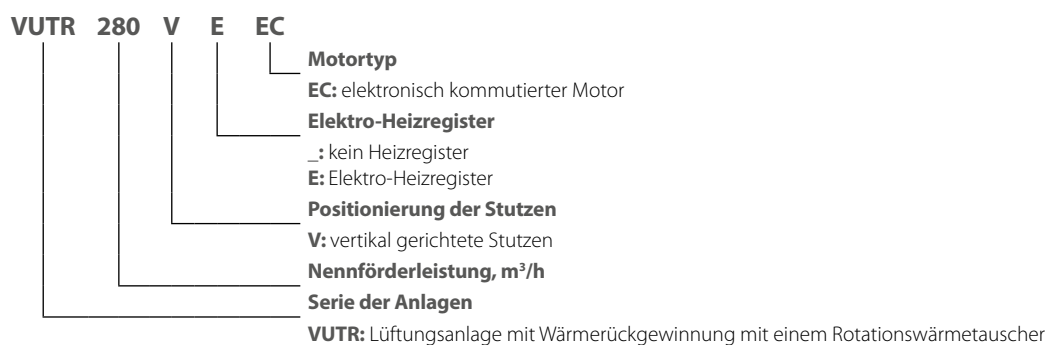 VUTR 280 V E EC
Motortyp
EC: elektronisch kommutierter Motor
Elektro-Heizregister
_: kein Heizregister
E: Elektro-Heizregister
Positionierung der Stutzen
V: vertikal gerichtete Stutzen
Nennförderleistung, m³/h
Serie der Anlagen
VUTR: Lüftungsanlage mit Wärmerückgewinnung mit einem Rotationswärmetauscher